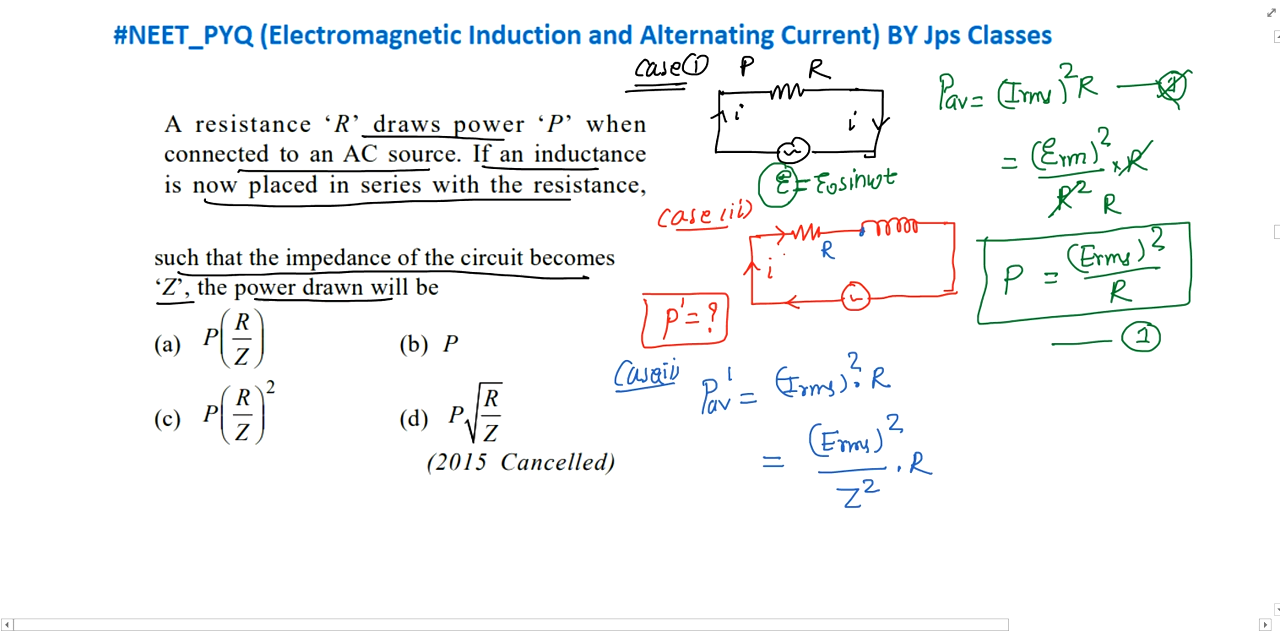 #NEET_PYQ (Electromagnetic Induction and Alternating Current) BY Jps Classes
A resistance ‘R’ draws power ‘P’ when
connected to an AC source. If an inductance
is now placed in series with the resistance,
such that the impedance of the circuit becomes
‘Z’, the power drawn will be
(a) P(R/Z)
(b) P
(c) P(R/Z)²
(d) P√(R/Z)
(2015 Cancelled)
case (i) P R
i i
ε = ε₀sinωt
case (ii)
R
i
P' = ?
Pav = (Irms)² R
= (Erm)²/R² × R
R
P = (Erms)²/R
(1)
Case ii
P'av = (Irms)². R
= (Erms)²/Z² . R